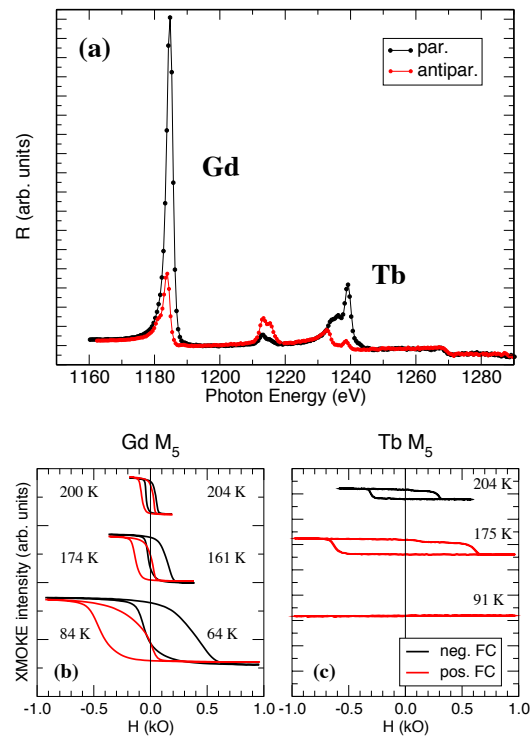 (a)
par.
antipar.
Gd
Tb
R (arb. units)
1160 1180 1200 1220 1240 1260 1280
Photon Energy (eV)
Gd M5
Tb M5
XMOKE intensity (arb. units)
200 K
204 K
174 K
161 K
84 K
64 K
(b)
-1.0 -0.5 0.0 0.5 1.0
H (kO)
204 K
175 K
91 K
(c)
neg. FC
pos. FC
-1.0 -0.5 0.0 0.5 1.0
H (kO)